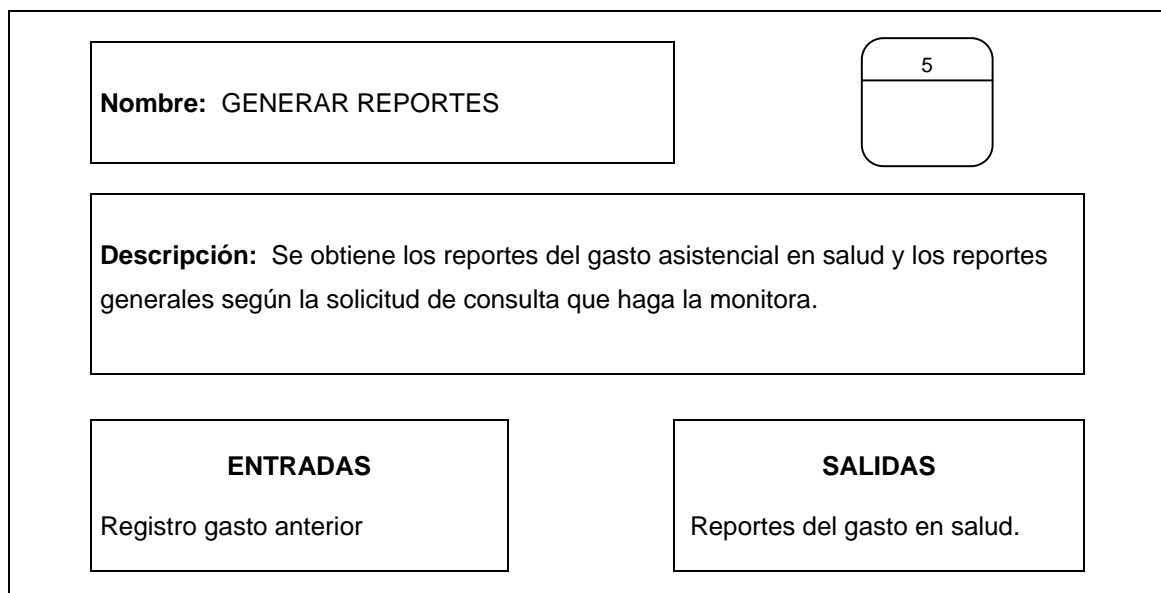 Nombre: GENERAR REPORTES
5
Descripción: Se obtiene los reportes del gasto asistencial en salud y los reportes
generales según la solicitud de consulta que haga la monitora.
ENTRADAS
Registro gasto anterior
SALIDAS
Reportes del gasto en salud.